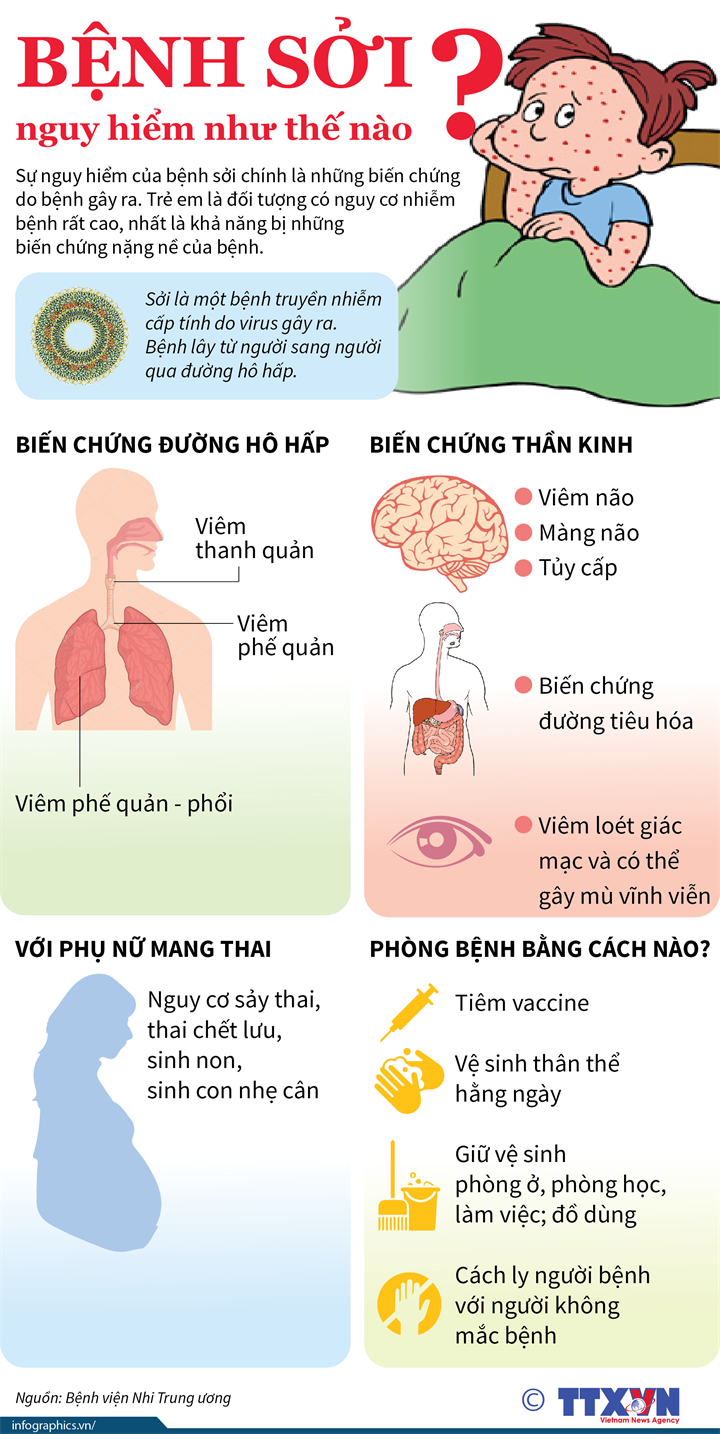 BỆNH SỞI ?
nguy hiểm như thế nào
Sự nguy hiểm của bệnh sởi chính là những biến chứng
do bệnh gây ra. Trẻ em là đối tượng có nguy cơ nhiễm
bệnh rất cao, nhất là khả năng bị những
biến chứng nặng nề của bệnh.
Sởi là một bệnh truyền nhiễm
cấp tính do virus gây ra.
Bệnh lây từ người sang người
qua đường hô hấp.
BIẾN CHỨNG ĐƯỜNG HÔ HẤP
Viêm
thanh quản
Viêm
phế quản
Viêm phế quản - phổi
BIẾN CHỨNG THẦN KINH
Viêm não
Màng não
Tủy cấp
Biến chứng
đường tiêu hóa
Viêm loét giác
mạc và có thể
gây mù vĩnh viễn
VỚI PHỤ NỮ MANG THAI
Nguy cơ sảy thai,
thai chết lưu,
sinh non,
sinh con nhẹ cân
PHÒNG BỆNH BẰNG CÁCH NÀO?
Tiêm vaccine
Vệ sinh thân thể
hằng ngày
Giữ vệ sinh
phòng ở, phòng học,
làm việc; đồ dùng
Cách ly người bệnh
với người không
mắc bệnh
Nguồn: Bệnh viện Nhi Trung ương
© TTXVN
Vietnam News Agency
infographics.vn/